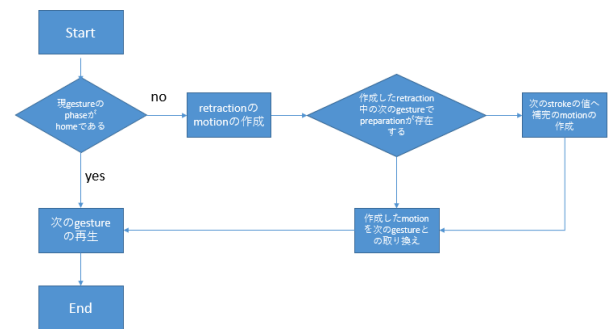 Start
現gestureの
phaseが
homeである
no
retractionの
motionの作成
作成したretraction
中の次のgestureで
preparationが存在
する
次のstrokeの値へ
補完のmotionの
作成
yes
次のgesture
の再生
作成したmotion
を次のgestureと
の取り換え
End